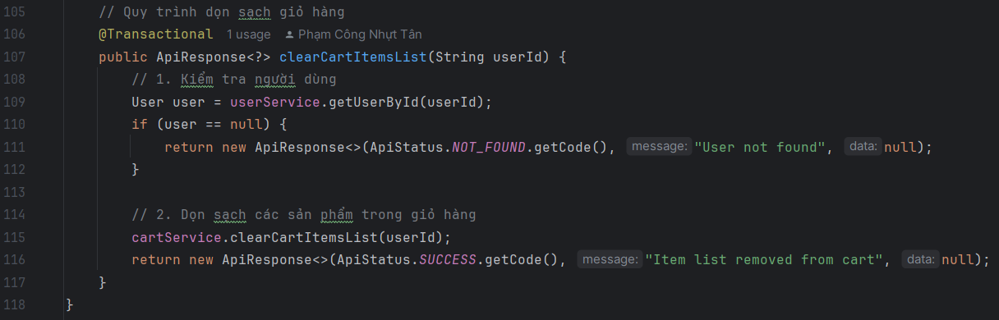 105 // Quy trình dọn sạch giỏ hàng
106 @Transactional 1 usage Phạm Công Nhựt Tân
107 public ApiResponse<?> clearCartItemsList(String userId) {
108 // 1. Kiểm tra người dùng
109 User user = userService.getUserById(userId);
110 if (user == null) {
111 return new ApiResponse<>(ApiStatus.NOT_FOUND.getCode(), message: "User not found", data: null);
112 }
113
114 // 2. Dọn sạch các sản phẩm trong giỏ hàng
115 cartService.clearCartItemsList(userId);
116 return new ApiResponse<>(ApiStatus.SUCCESS.getCode(), message: "Item list removed from cart", data: null);
117 }
118 }